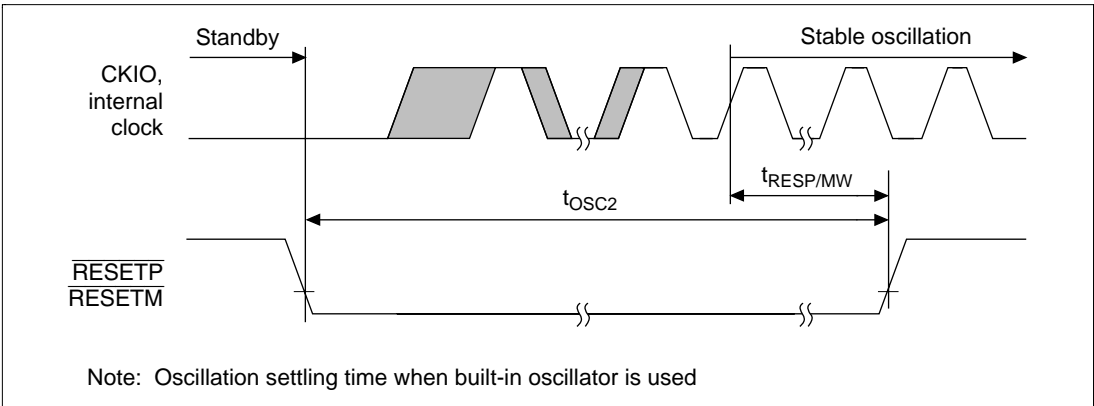 Standby
Stable oscillation
CKIO,
internal
clock
tRESP/MW
tOSC2
RESETP
RESETM
Note: Oscillation settling time when built-in oscillator is used